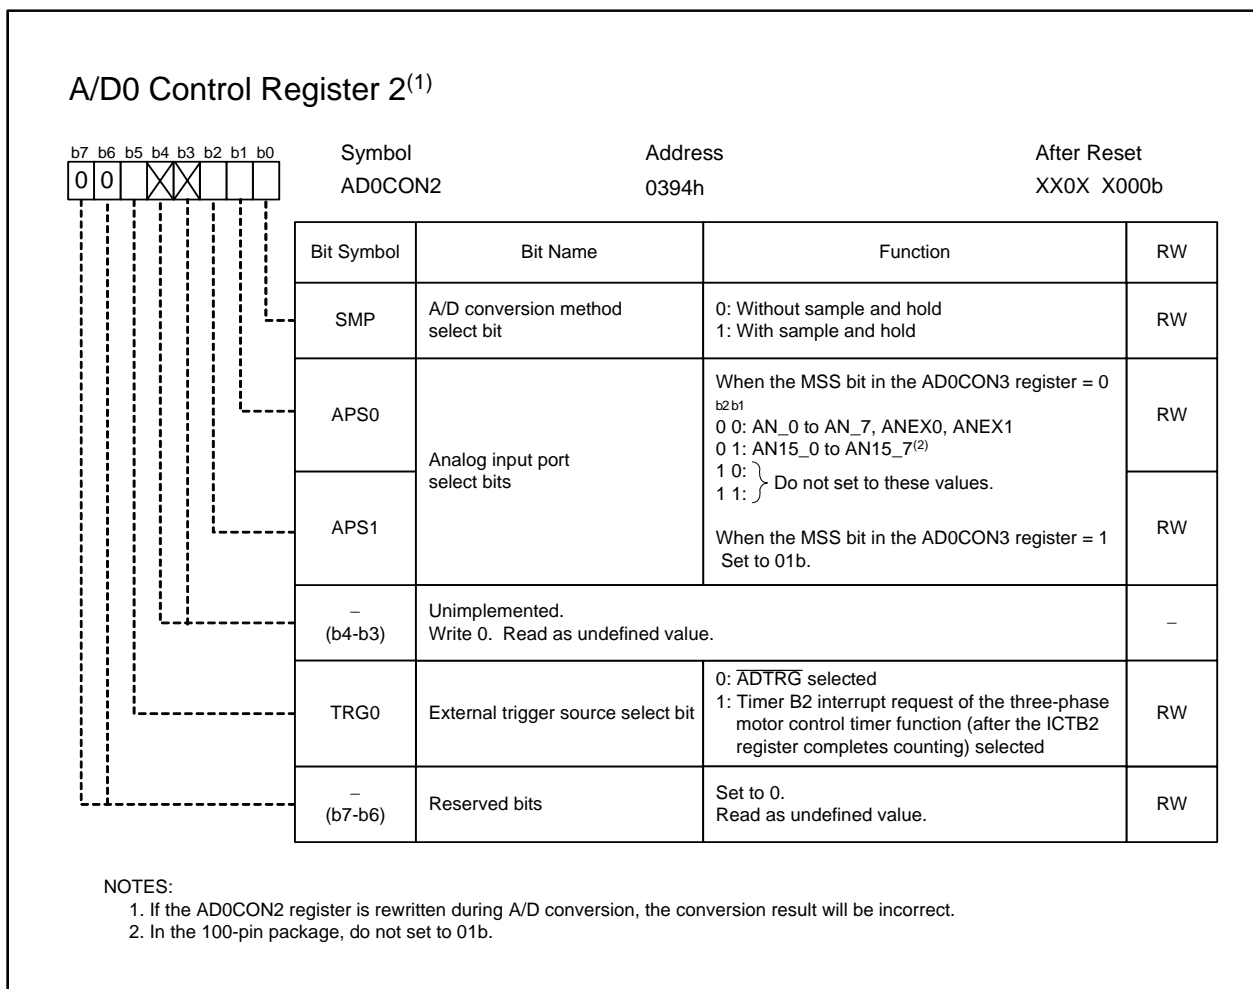 A/D0 Control Register 2(1)
b7 b6 b5 b4 b3 b2 b1 b0
0 0
Symbol Address After Reset
AD0CON2 0394h XX0X X000b
Bit Symbol Bit Name Function RW
SMP
A/D conversion method
select bit
0: Without sample and hold
1: With sample and hold
RW
APS0
APS1
Analog input port
select bits
When the MSS bit in the AD0CON3 register = 0
b2 b1
0 0: AN_0 to AN_7, ANEX0, ANEX1
0 1: AN15_0 to AN15_7(2)
1 0:
1 1:
Do not set to these values.
When the MSS bit in the AD0CON3 register = 1
Set to 01b.
RW
RW
–
(b4-b3)
Unimplemented.
Write 0. Read as undefined value.
–
TRG0
External trigger source select bit
0: ADTRG selected
1: Timer B2 interrupt request of the three-phase
motor control timer function (after the ICTB2
register completes counting) selected
RW
–
(b7-b6)
Reserved bits
Set to 0.
Read as undefined value.
RW
NOTES:
1. If the AD0CON2 register is rewritten during A/D conversion, the conversion result will be incorrect.
2. In the 100-pin package, do not set to 01b.